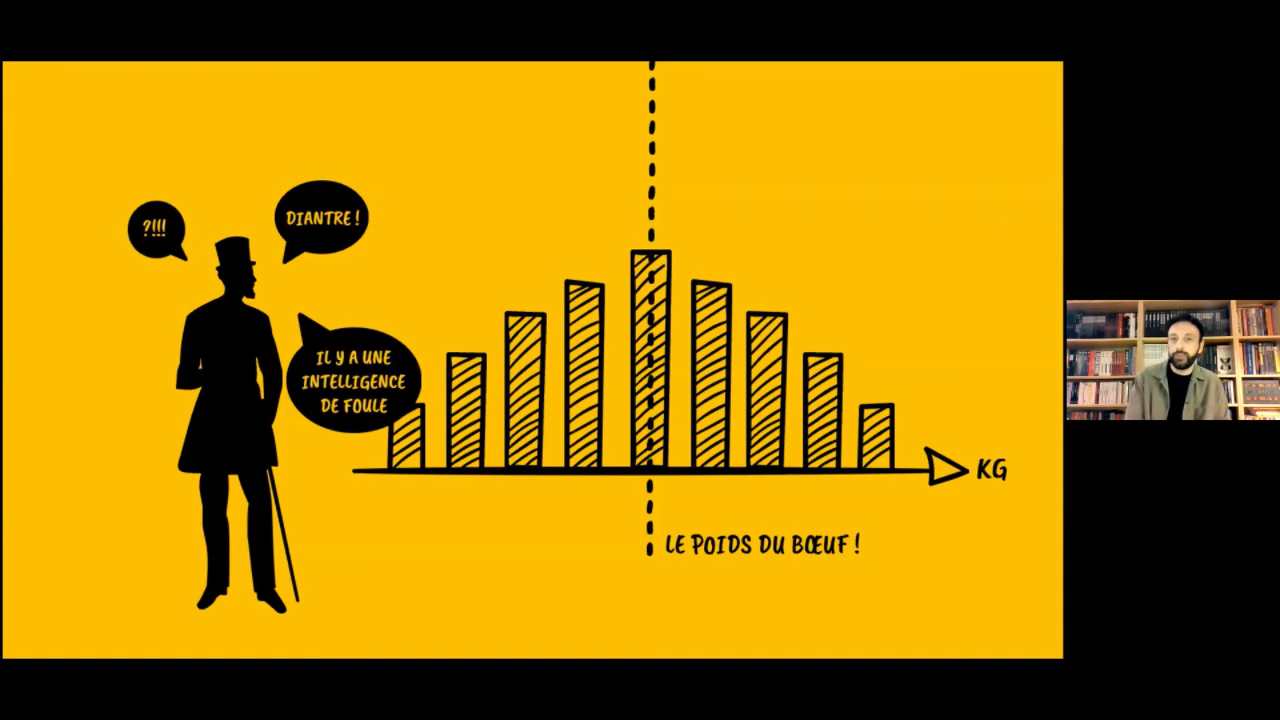 ?!!!
DIANTRE !
IL Y A UNE
INTELLIGENCE
DE FOULE
KG
LE POIDS DU BŒUF !